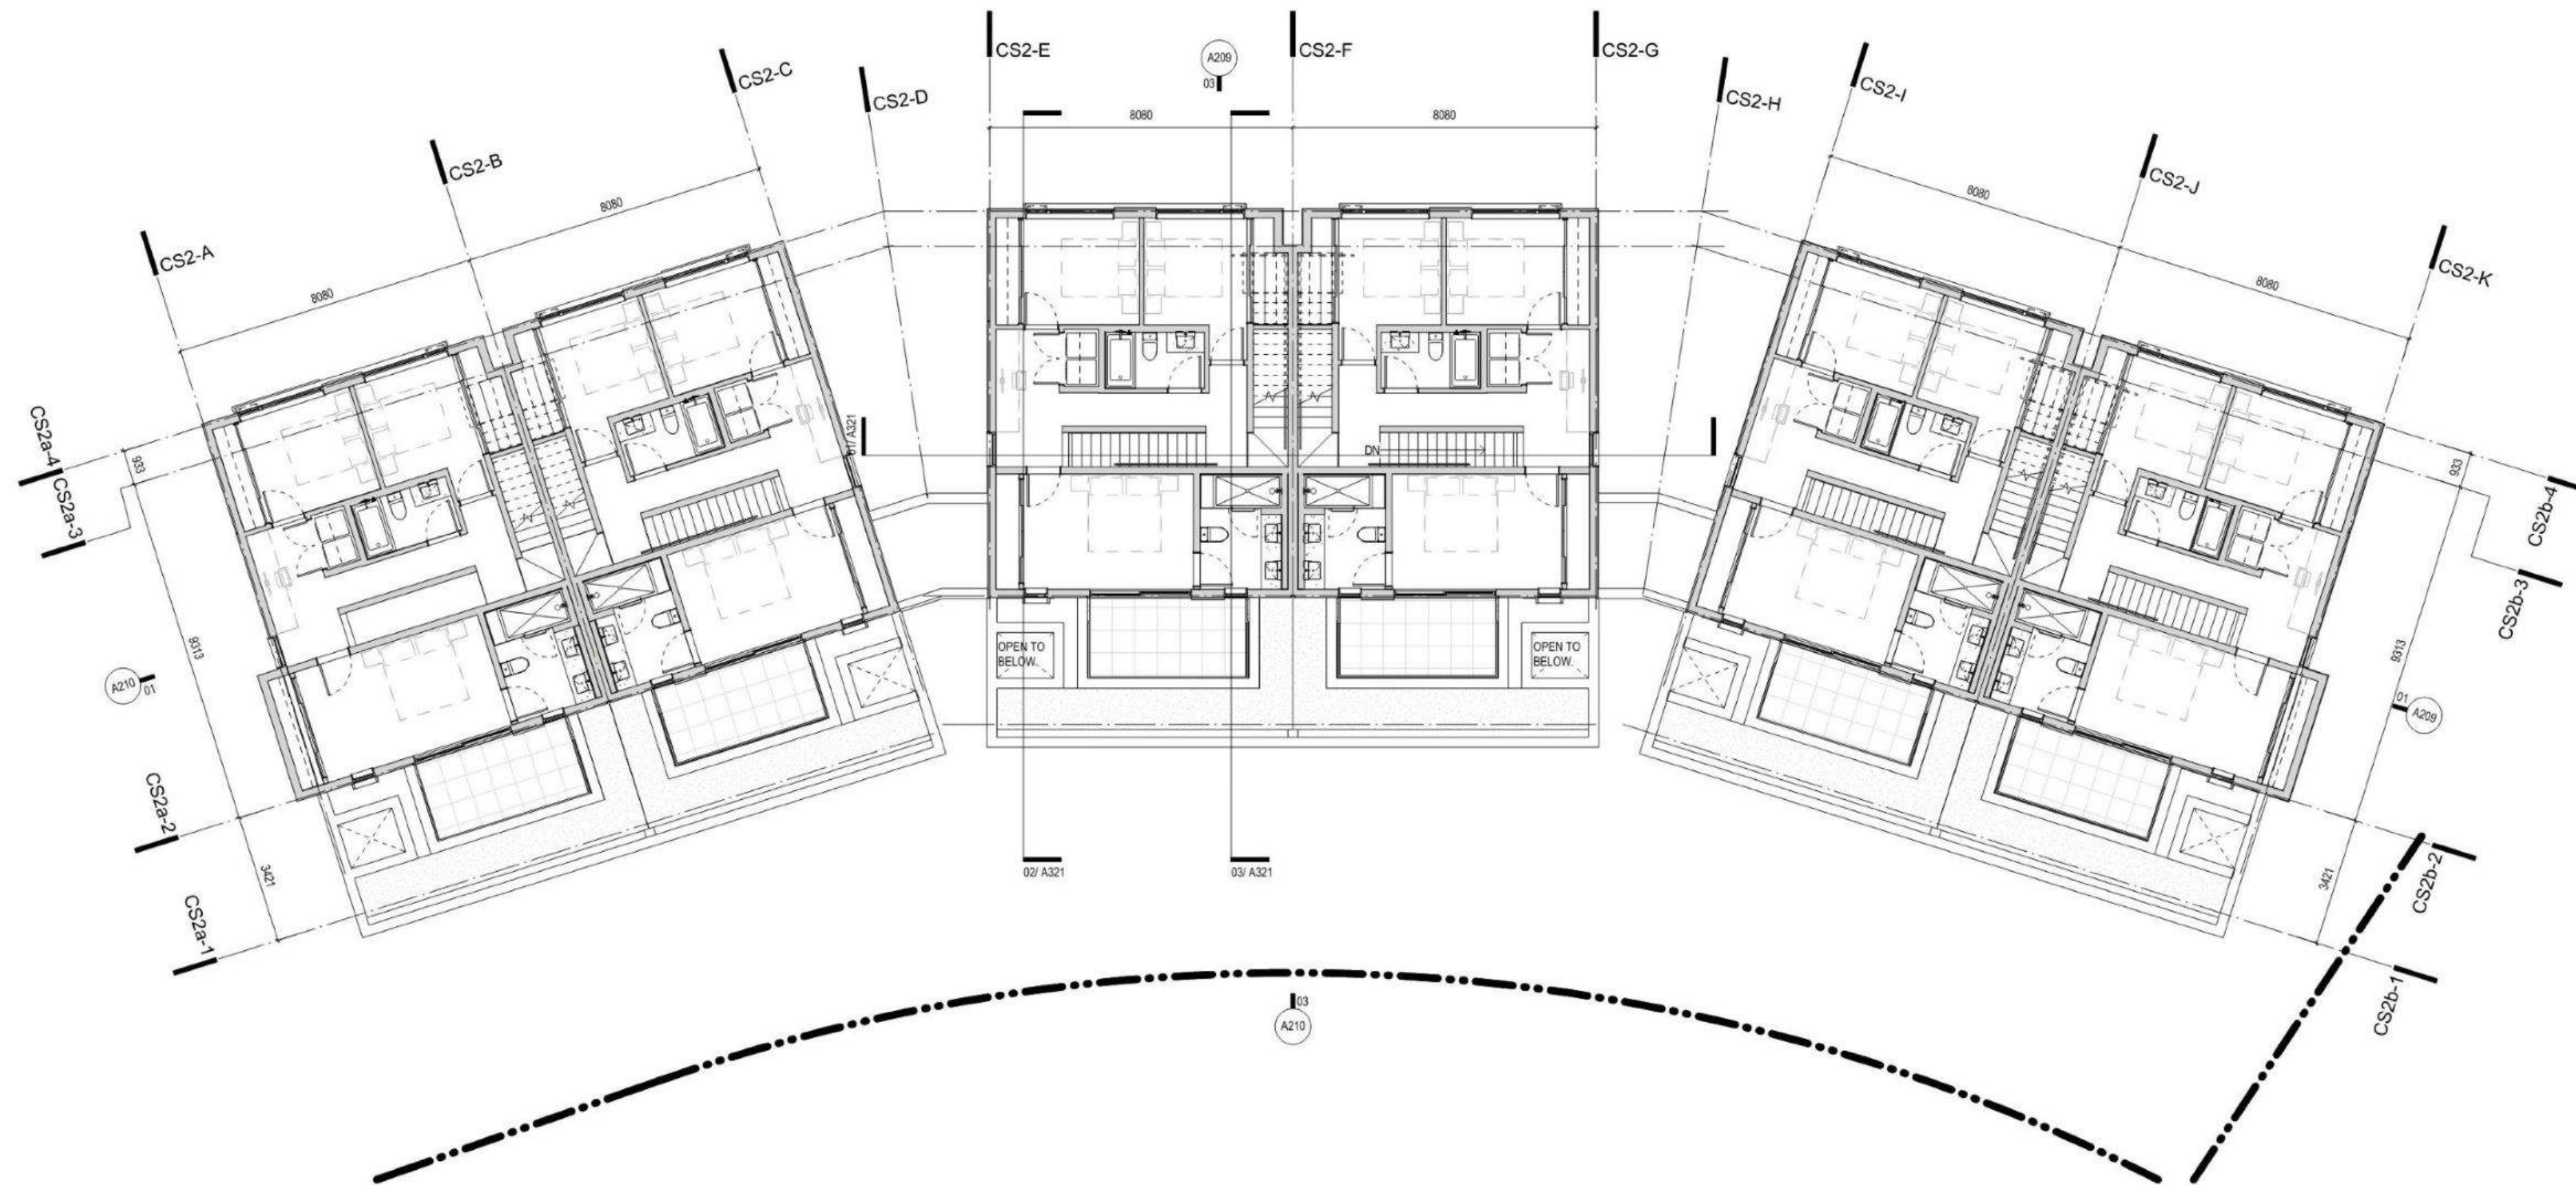 CS2-E
A209
03
CS2-F
CS2-G
CS2-C
CS2-D
CS2-H
CS2-I
8080
8080
CS2-B
CS2-J
8080
8080
CS2-A
CS2-K
8080
8080
CS2a-4
933
CS2a-3
01/ A321
DN
933
CS2b-4
CS2b-3
9313
OPEN TO
BELOW.
OPEN TO
BELOW.
9313
A210
01
01
A209
CS2a-2
3421
02/ A321
03/ A321
3421
CS2b-2
CS2a-1
CS2b-1
03
A210